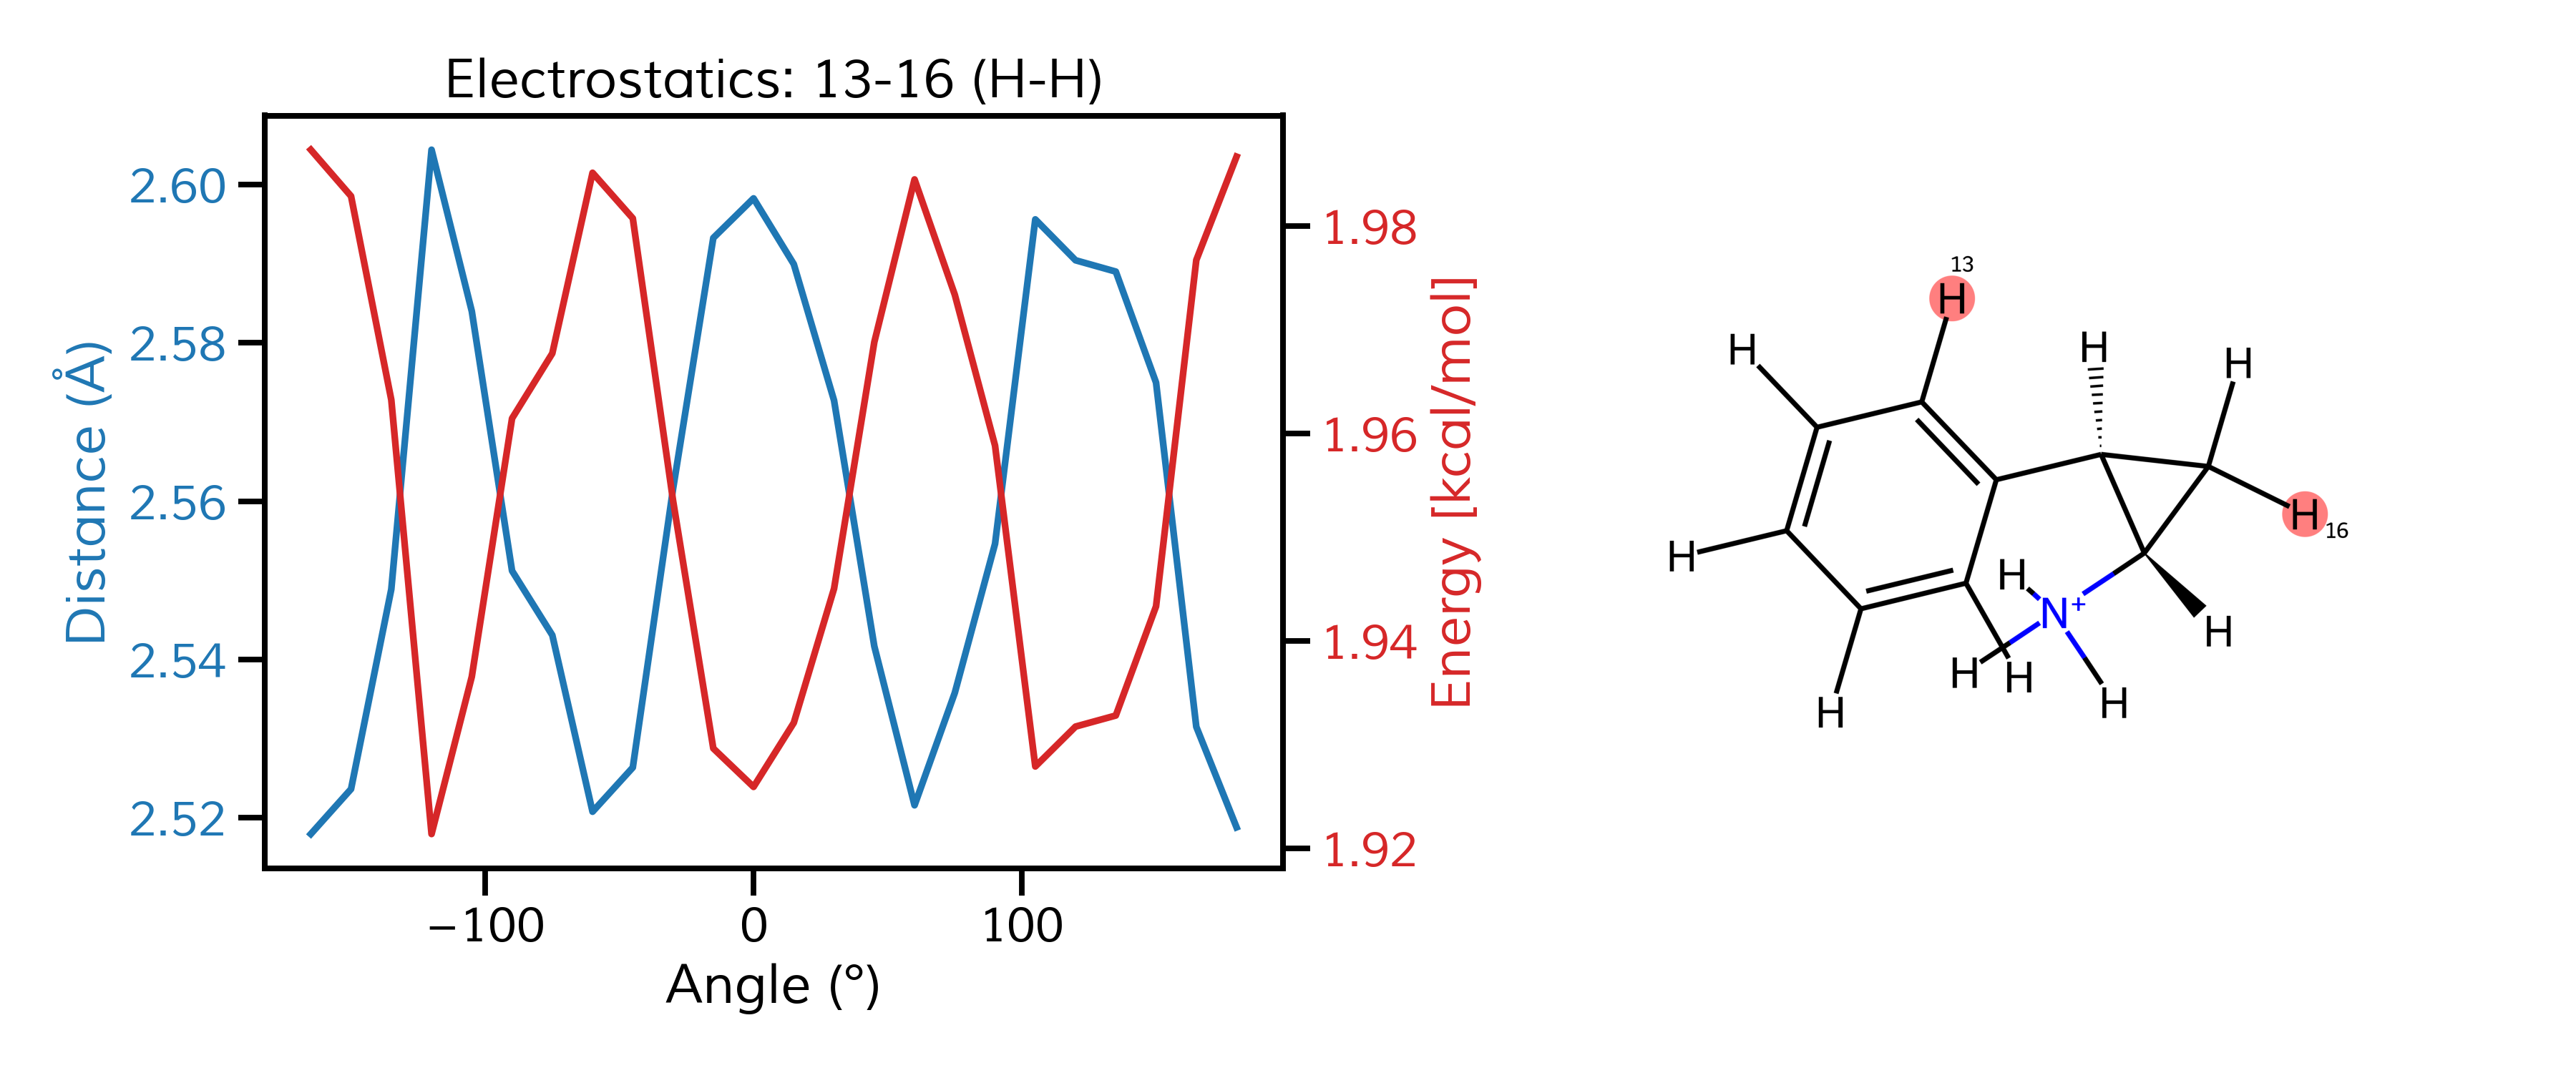 Electrostatics: 13-16 (H-H)
Distance (Å)
2.60
2.58
2.56
2.54
2.52
−100
0
100
Angle (°)
1.98
1.96
1.94
1.92
Energy [kcal/mol]
13
H
H
H
H
H
16
H
H
N+
H
H
H
H
H